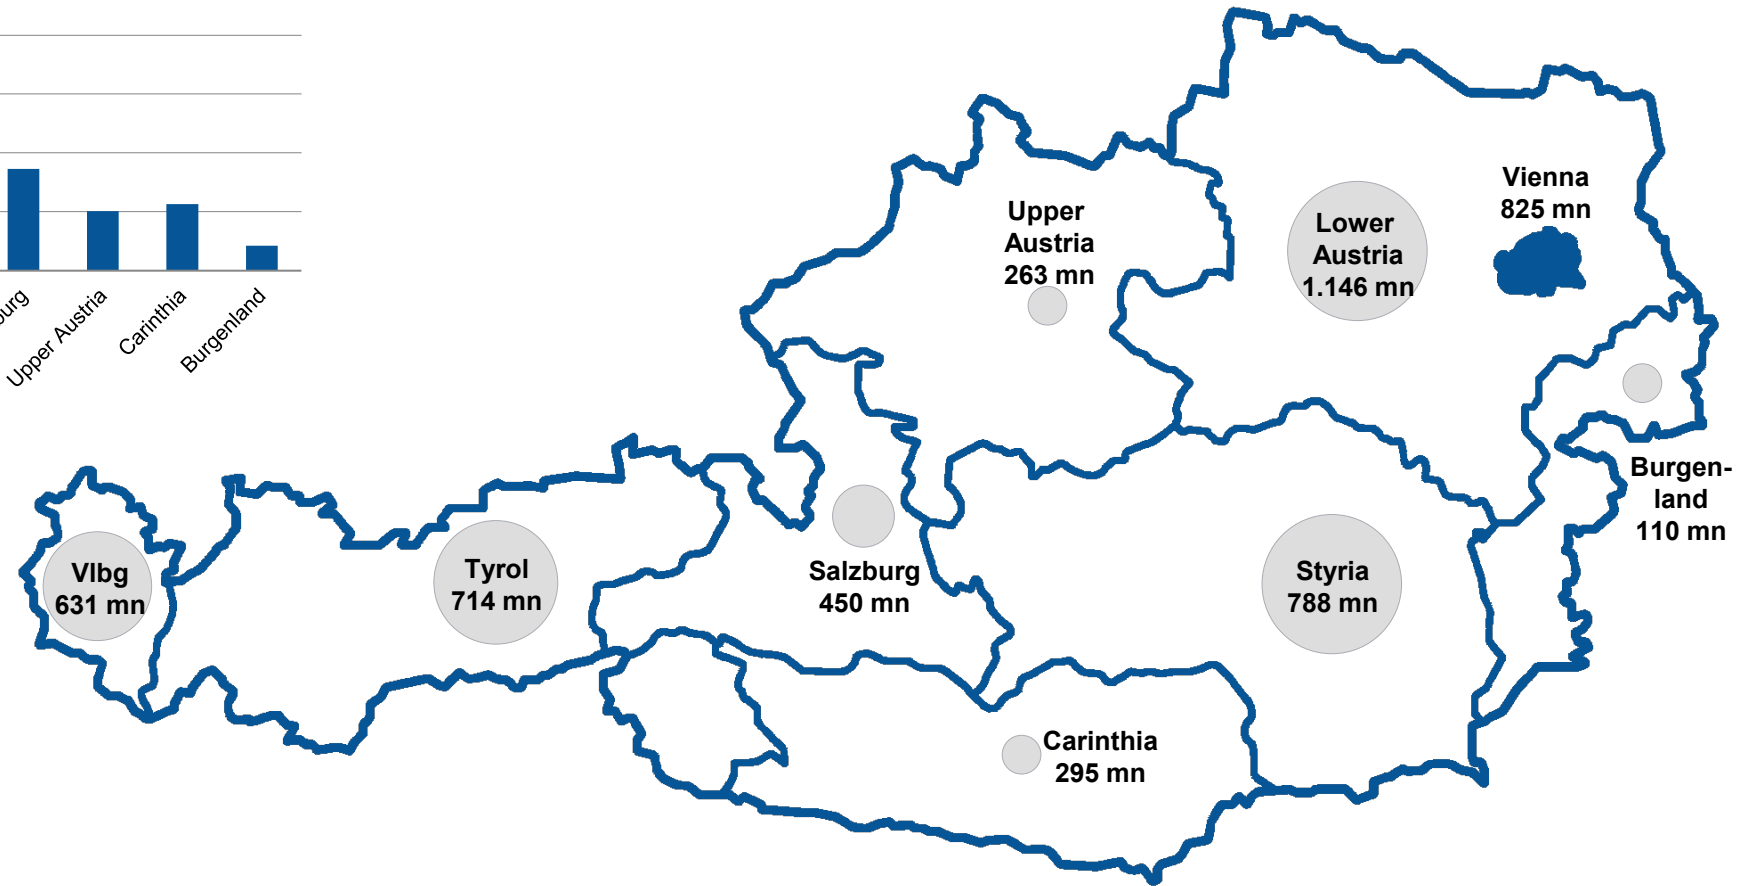 Upper Austria
Carinthia
Burgenland
Vienna
825 mn
Upper
Austria
263 mn
Lower
Austria
1.146 mn
Burgen-
land
110 mn
Vlbg
631 mn
Tyrol
714 mn
Salzburg
450 mn
Styria
788 mn
Carinthia
295 mn